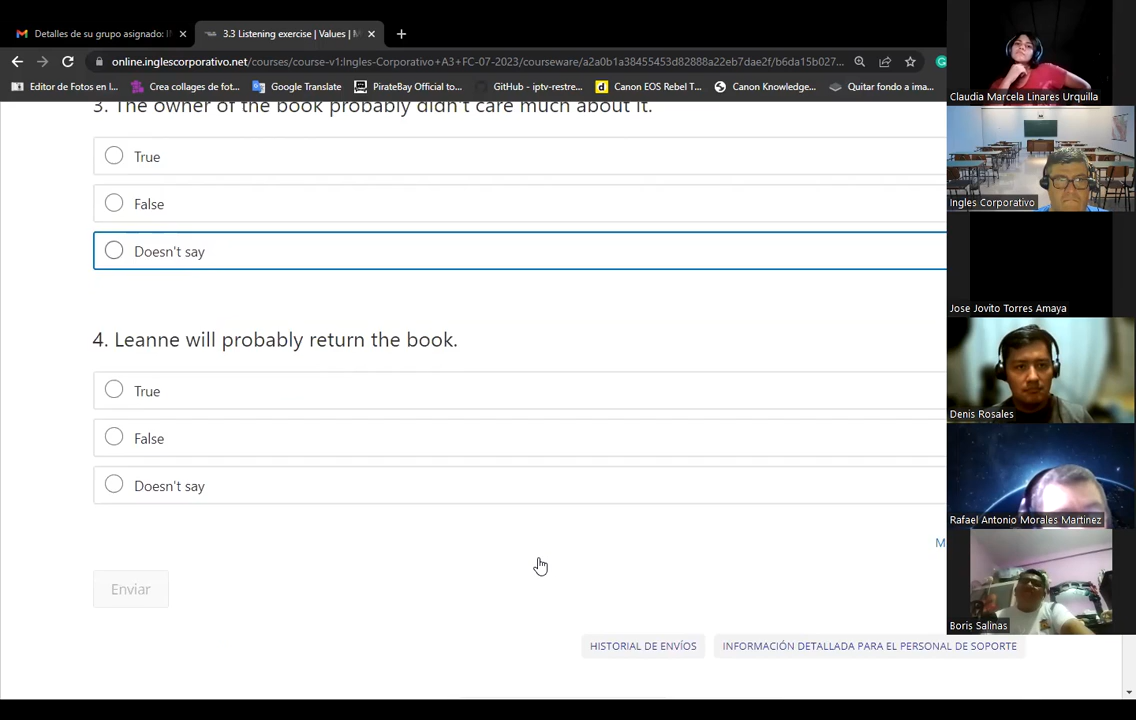 Detalles de su grupo asignado: I
3.3 Listening exercise | Values | M
online.inglescorporativo.net/courses/course-v1:Ingles-Corporativo+A3+FC-07-2023/courseware/a2a0b1a38455453d82888a22eb7dae2f/b6da15b027...
Editor de Fotos en l...
Crea collages de fot...
Google Translate
PirateBay Official to...
GitHub - iptv-restre...
Canon EOS Rebel T...
Canon Knowledge...
Quitar fondo a ima...
3. The owner of the book probably didn't care much about it.
True
False
Doesn't say
4. Leanne will probably return the book.
True
False
Doesn't say
M
Enviar
HISTORIAL DE ENVÍOS
INFORMACIÓN DETALLADA PARA EL PERSONAL DE SOPORTE
Claudia Marcela Linares Urquilla
Ingles Corporativo
Jose Jovito Torres Amaya
Denis Rosales
Rafael Antonio Morales Martinez
Boris Salinas